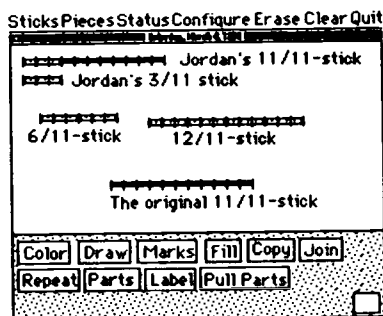 Sticks Pieces Status Configure Erase Clear Quit
Jordan's 11/11-stick
Jordan's 3/11 stick
6/11-stick 12/11-stick
The original 11/11-stick
Color Draw Marks Fill Copy Join
Repeat Parts Label Pull Parts